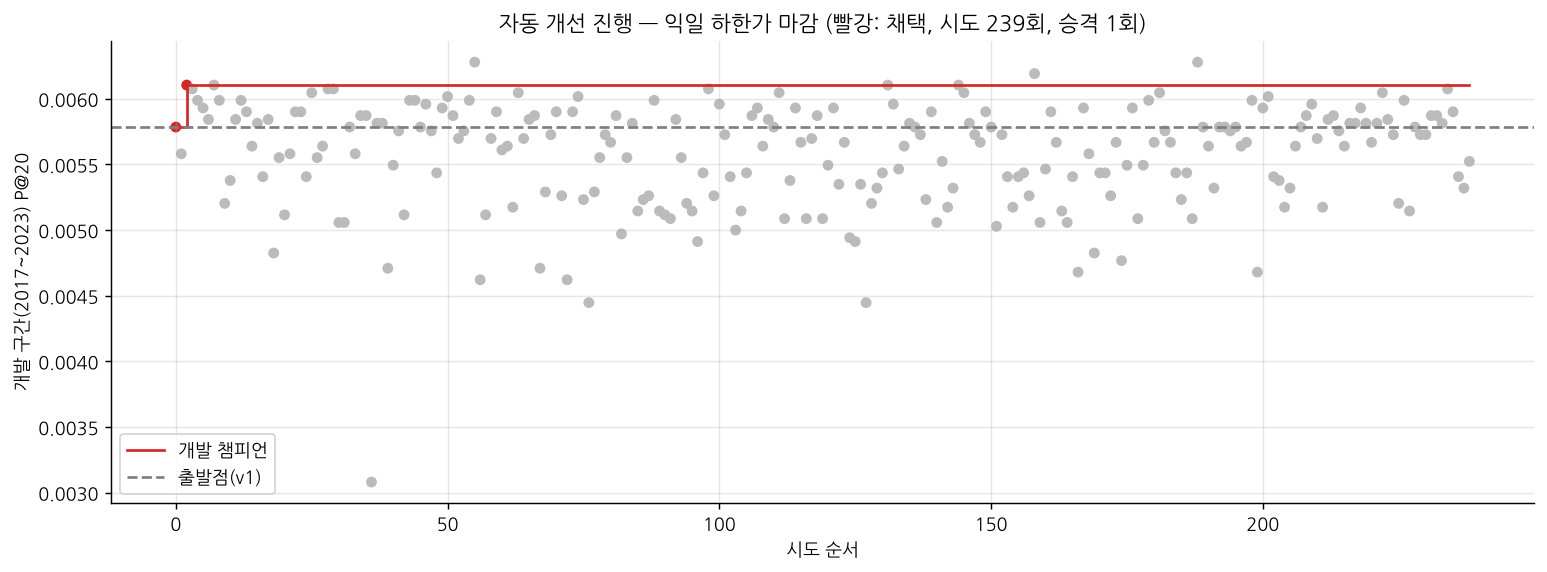 자동 개선 진행 — 익일 하한가 마감 (빨강: 채택, 시도 239회, 승격 1회)
개발 구간(2017~2023) P@20
0.0060
0.0055
0.0050
0.0045
0.0040
0.0035
0.0030
개발 챔피언
출발점(v1)
0
50
100
150
200
시도 순서